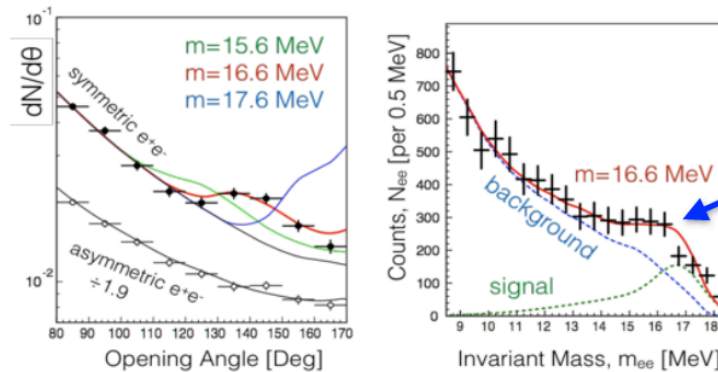 10⁻¹
dN/dθ
m=15.6 MeV
m=16.6 MeV
m=17.6 MeV
symmetric e⁺e⁻
asymmetric e⁺e⁻
÷1.9
10⁻²
80 90 100 110 120 130 140 150 160 170
Opening Angle [Deg]
Counts, Nee [per 0.5 MeV]
800
700
600
500
400
300
200
100
0
m=16.6 MeV
background
signal
9 10 11 12 13 14 15 16 17 18
Invariant Mass, mee [MeV]